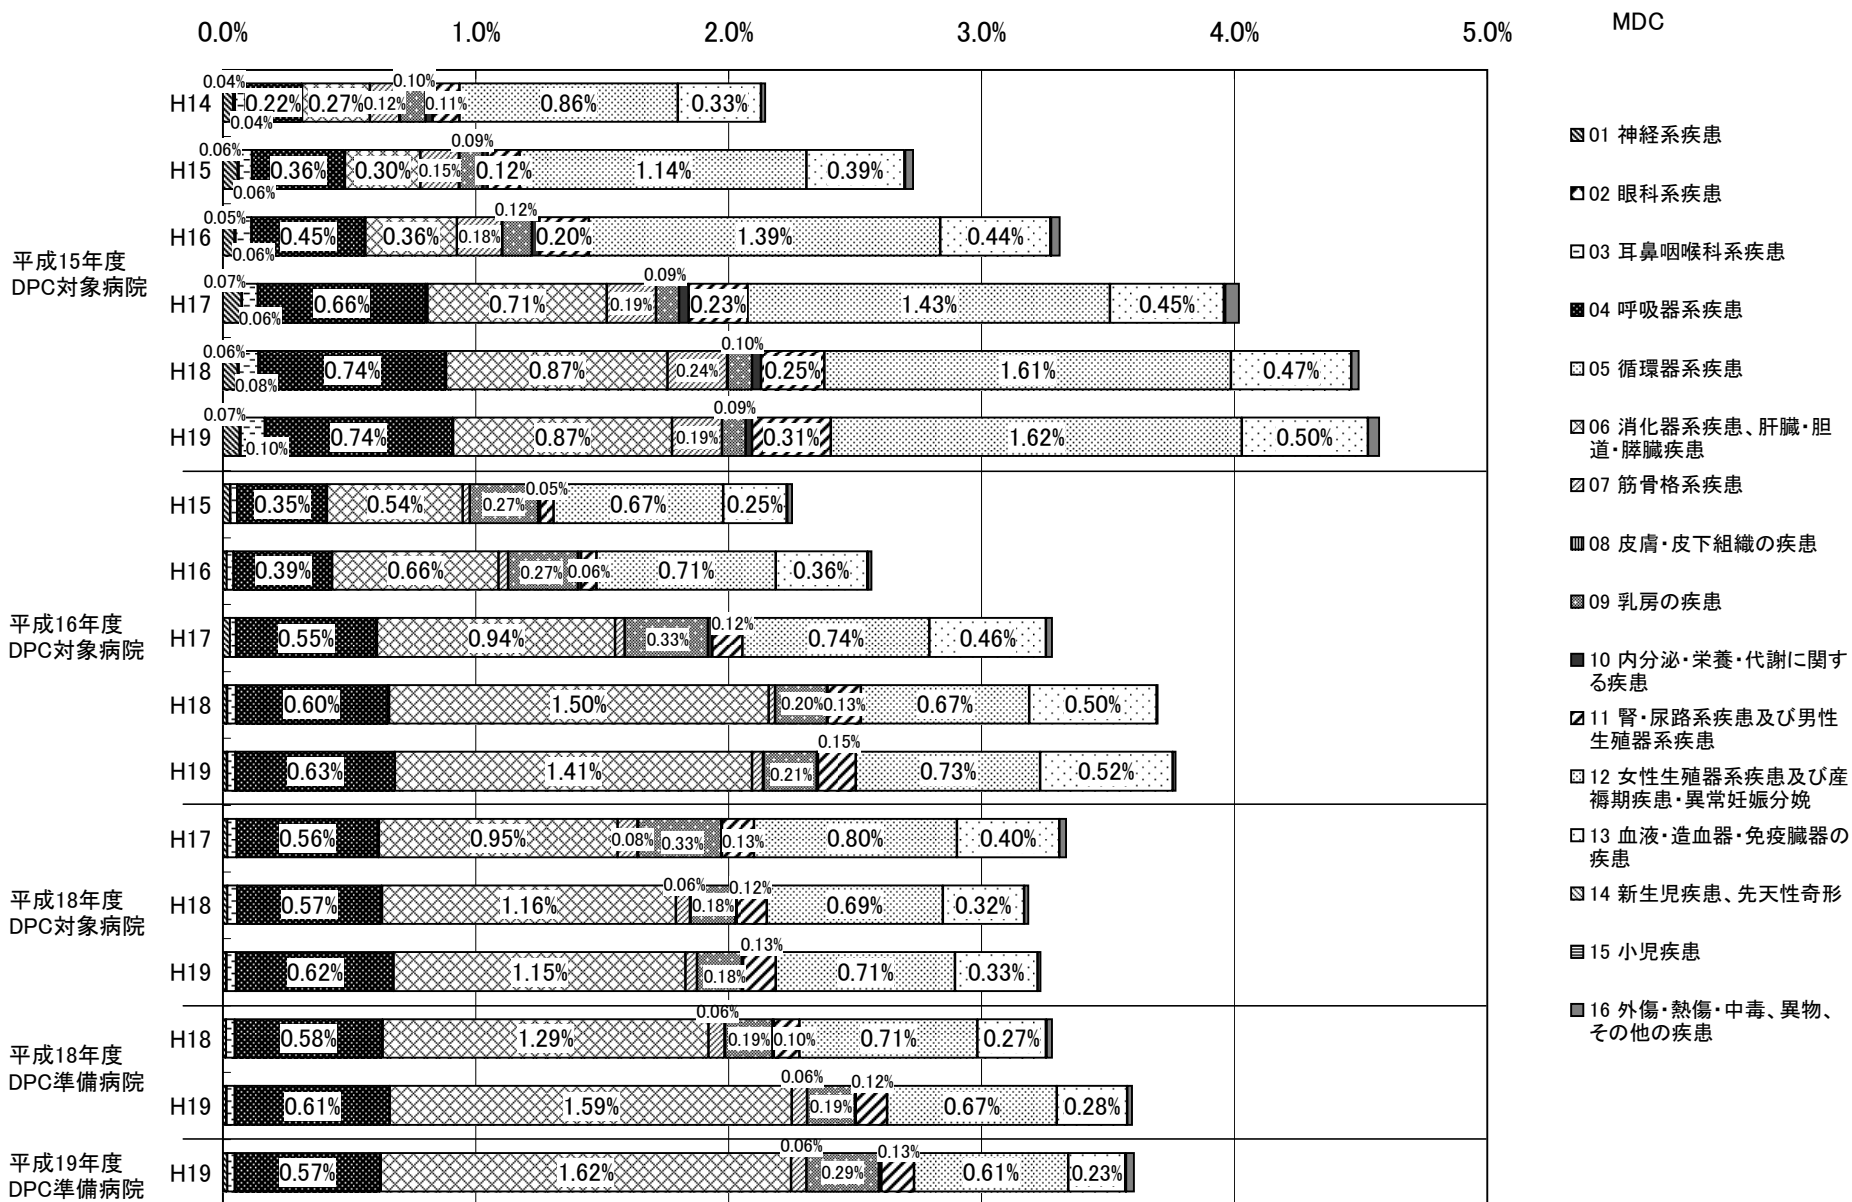 0.0% 1.0% 2.0% 3.0% 4.0% 5.0% MDC
平成15年度
DPC対象病院
H14 0.04% 0.04% 0.22% 0.27% 0.12% 0.10% 0.11% 0.86% 0.33%
H15 0.06% 0.06% 0.36% 0.30% 0.15% 0.09% 0.12% 1.14% 0.39%
H16 0.05% 0.06% 0.45% 0.36% 0.18% 0.12% 0.20% 1.39% 0.44%
H17 0.07% 0.06% 0.66% 0.71% 0.19% 0.09% 0.23% 1.43% 0.45%
H18 0.06% 0.08% 0.74% 0.87% 0.24% 0.10% 0.25% 1.61% 0.47%
H19 0.07% 0.10% 0.74% 0.87% 0.19% 0.09% 0.31% 1.62% 0.50%
平成16年度
DPC対象病院
H15 0.35% 0.54% 0.27% 0.05% 0.67% 0.25%
H16 0.39% 0.66% 0.27% 0.06% 0.71% 0.36%
H17 0.55% 0.94% 0.33% 0.12% 0.74% 0.46%
H18 0.60% 1.50% 0.20% 0.13% 0.67% 0.50%
H19 0.63% 1.41% 0.21% 0.15% 0.73% 0.52%
平成18年度
DPC対象病院
H17 0.56% 0.95% 0.08% 0.33% 0.13% 0.80% 0.40%
H18 0.57% 1.16% 0.06% 0.18% 0.12% 0.69% 0.32%
H19 0.62% 1.15% 0.18% 0.13% 0.71% 0.33%
平成18年度
DPC準備病院
H18 0.58% 1.29% 0.06% 0.19% 0.10% 0.71% 0.27%
H19 0.61% 1.59% 0.06% 0.19% 0.12% 0.67% 0.28%
平成19年度
DPC準備病院
H19 0.57% 1.62% 0.06% 0.29% 0.13% 0.61% 0.23%
01 神経系疾患
02 眼科系疾患
03 耳鼻咽喉科系疾患
04 呼吸器系疾患
05 循環器系疾患
06 消化器系疾患、肝臓・胆
道・膵臓疾患
07 筋骨格系疾患
08 皮膚・皮下組織の疾患
09 乳房の疾患
10 内分泌・栄養・代謝に関す
る疾患
11 腎・尿路系疾患及び男性
生殖器系疾患
12 女性生殖器系疾患及び産
褥期疾患・異常妊娠分娩
13 血液・造血器・免疫臓器の
疾患
14 新生児疾患、先天性奇形
15 小児疾患
16 外傷・熱傷・中毒、異物、
その他の疾患